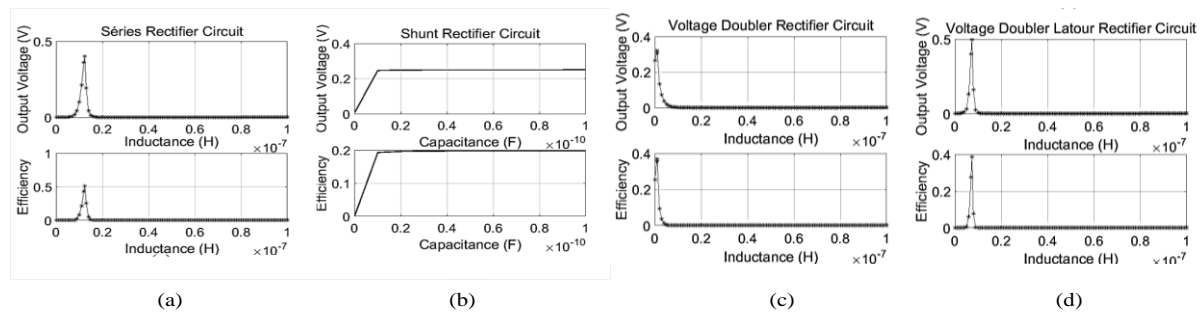 Séries Rectifier Circuit
Output Voltage (V)
0.5
0
0 0.2 0.4 0.6 0.8 1
Inductance (H) ×10-7
Efficiency
1
0.5
0
0 0.2 0.4 0.6 0.8 1
Inductance (H) ×10-7
(a)
Shunt Rectifier Circuit
Output Voltage (V)
0.4
0.2
0
0 0.2 0.4 0.6 0.8 1
Capacitance (F) ×10-10
Efficiency
0.2
0.1
0
0 0.2 0.4 0.6 0.8 1
Capacitance (F) ×10-10
(b)
Voltage Doubler Rectifier Circuit
Output Voltage (V)
0.4
0.2
0
0 0.2 0.4 0.6 0.8 1
Inductance (H) ×10-7
Efficiency
0.4
0.2
0
0 0.2 0.4 0.6 0.8 1
Inductance (H) ×10-7
(c)
Voltage Doubler Latour Rectifier Circuit
Output Voltage (V)
0.5
0
0 0.2 0.4 0.6 0.8 1
Inductance (H) ×10-7
Efficiency
0.4
0.2
0
0 0.2 0.4 0.6 0.8 1
Inductance (H) ×10-7
(d)